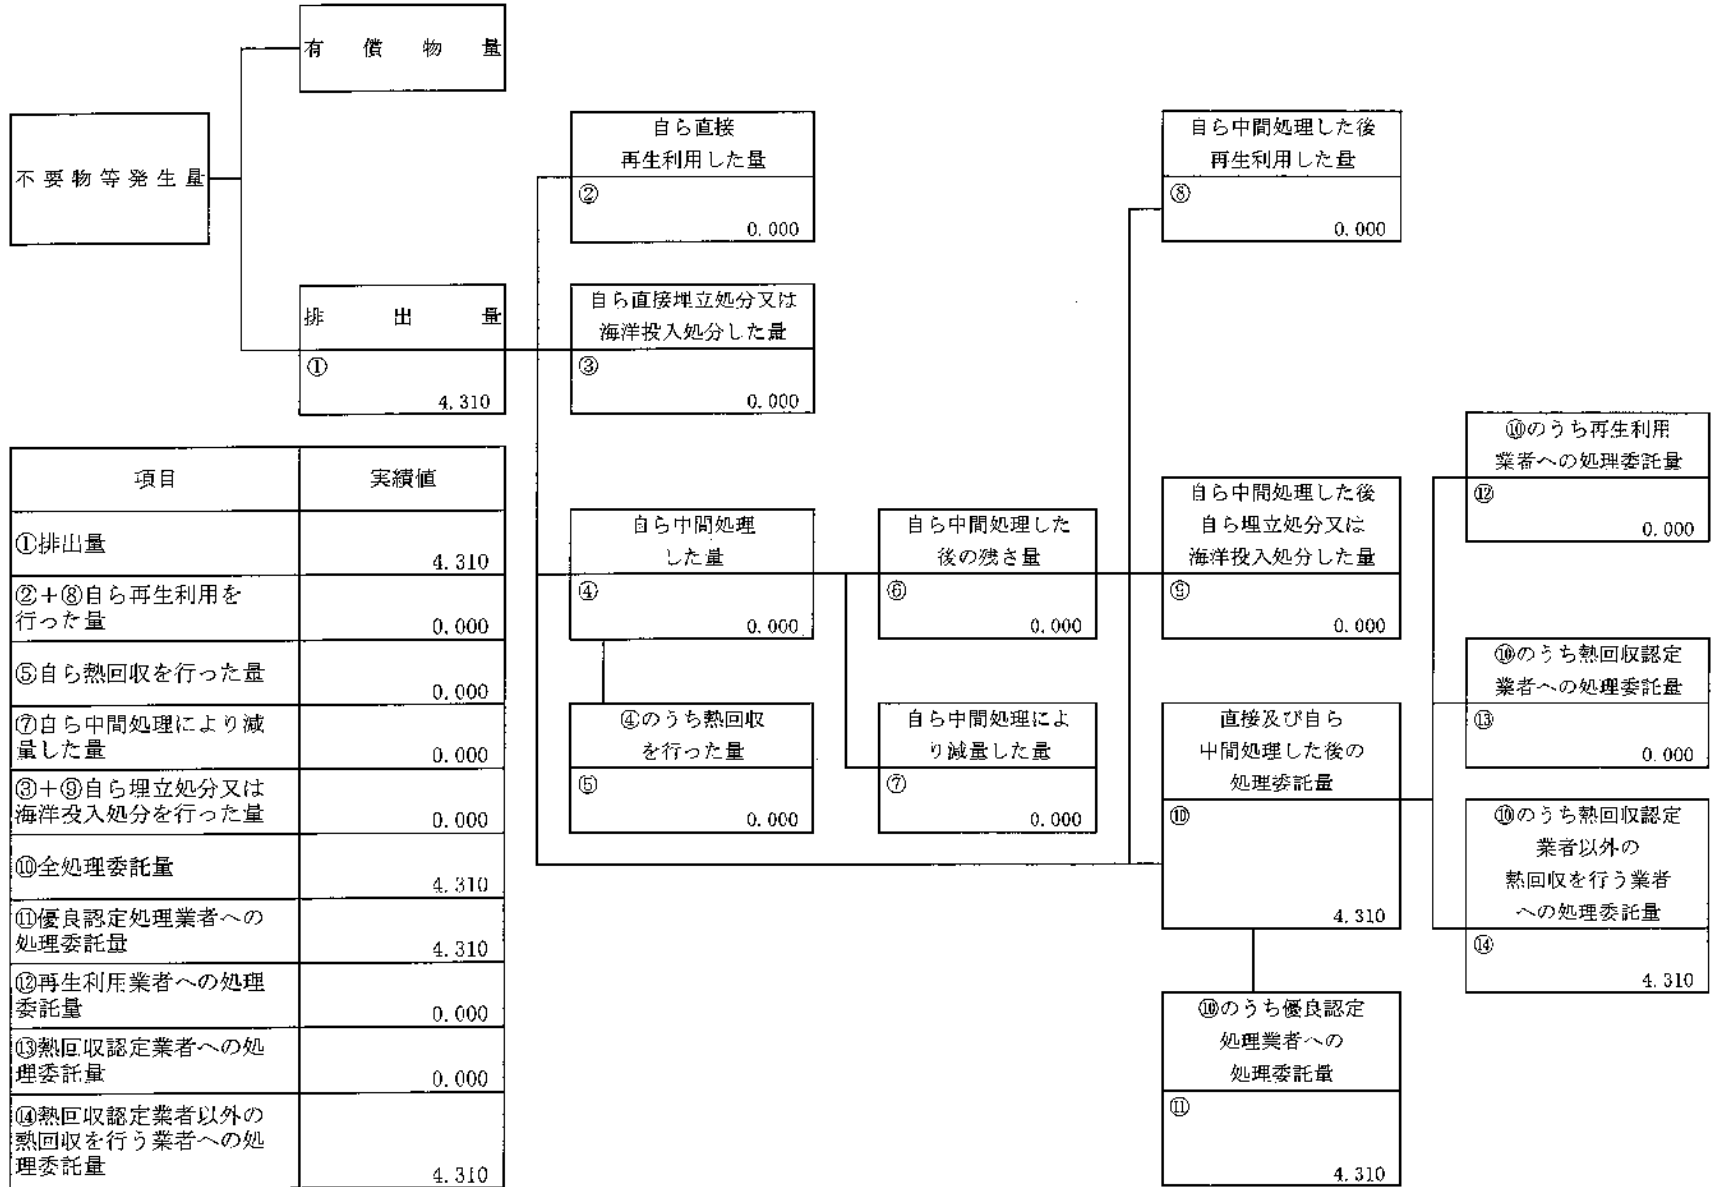 有償物量
不要物等発生量
自ら直接
再生利用した量
②
0.000
自ら中間処理した後
再生利用した量
⑧
0.000
排出量
①
4.310
自ら直接埋立処分又は
海洋投入処分した量
③
0.000
項目 実績値
①排出量
4.310
②+⑧自ら再生利用を
行った量
0.000
⑤自ら熱回収を行った量
0.000
⑦自ら中間処理により減
量した量
0.000
③+⑨自ら埋立処分又は
海洋投入処分を行った量
0.000
⑩全処理委託量
4.310
⑪優良認定処理業者への
処理委託量
4.310
⑫再生利用業者への処理
委託量
0.000
⑬熱回収認定業者への処
理委託量
0.000
⑭熱回収認定業者以外の
熱回収を行う業者への処
理委託量
4.310
自ら中間処理
した量
④
0.000
自ら中間処理した
後の残さ量
⑥
0.000
自ら中間処理した後
自ら埋立処分又は
海洋投入処分した量
⑨
0.000
④のうち熱回収
を行った量
⑤
0.000
自ら中間処理によ
り減量した量
⑦
0.000
直接及び自ら
中間処理した後の
処理委託量
⑩
4.310
⑩のうち優良認定
処理業者への
処理委託量
⑪
4.310
⑩のうち再生利用
業者への処理委託量
⑫
0.000
⑩のうち熱回収認定
業者への処理委託量
⑬
0.000
⑩のうち熱回収認定
業者以外の
熱回収を行う業者
への処理委託量
⑭
4.310